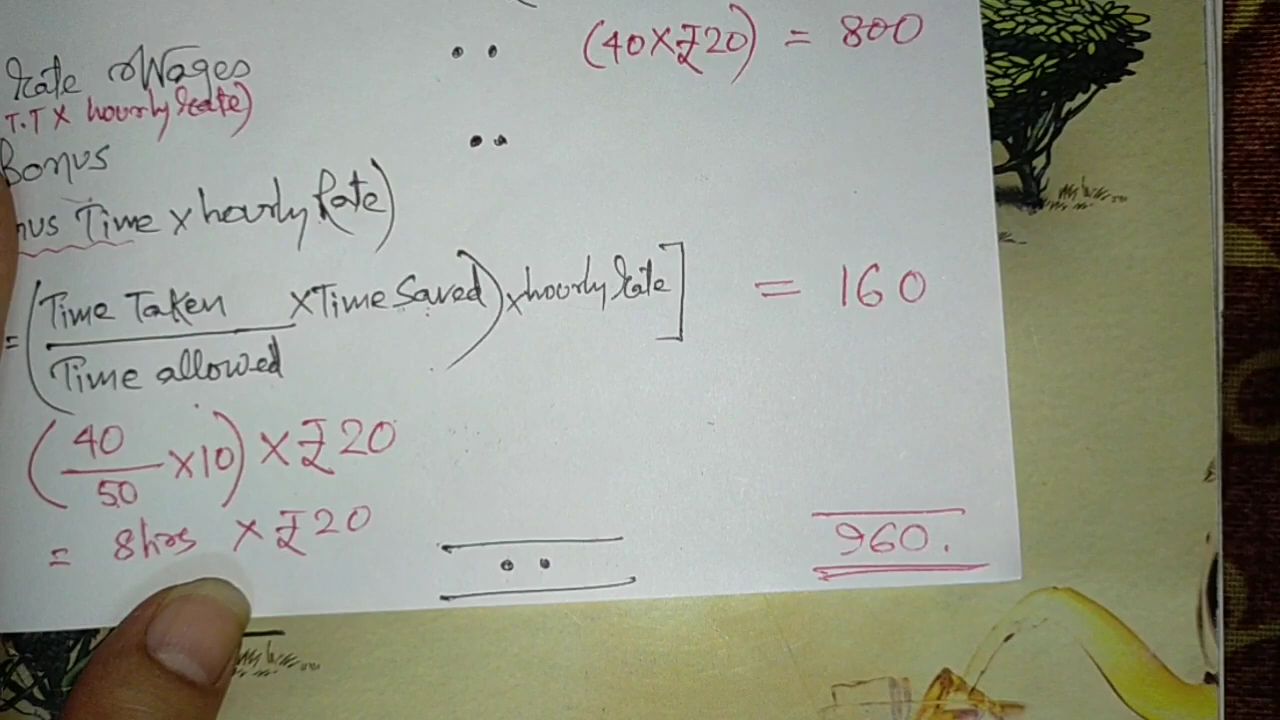 Rate of Wages (40×₹20) = 800
T.T × hourly Rate)
Bonus
nus Time × hourly Rate)
= (Time Taken / Time allowed × Time Saved) × hourly Rate] = 160
(40/50 × 10) × ₹20
= 8hrs × ₹20
960.